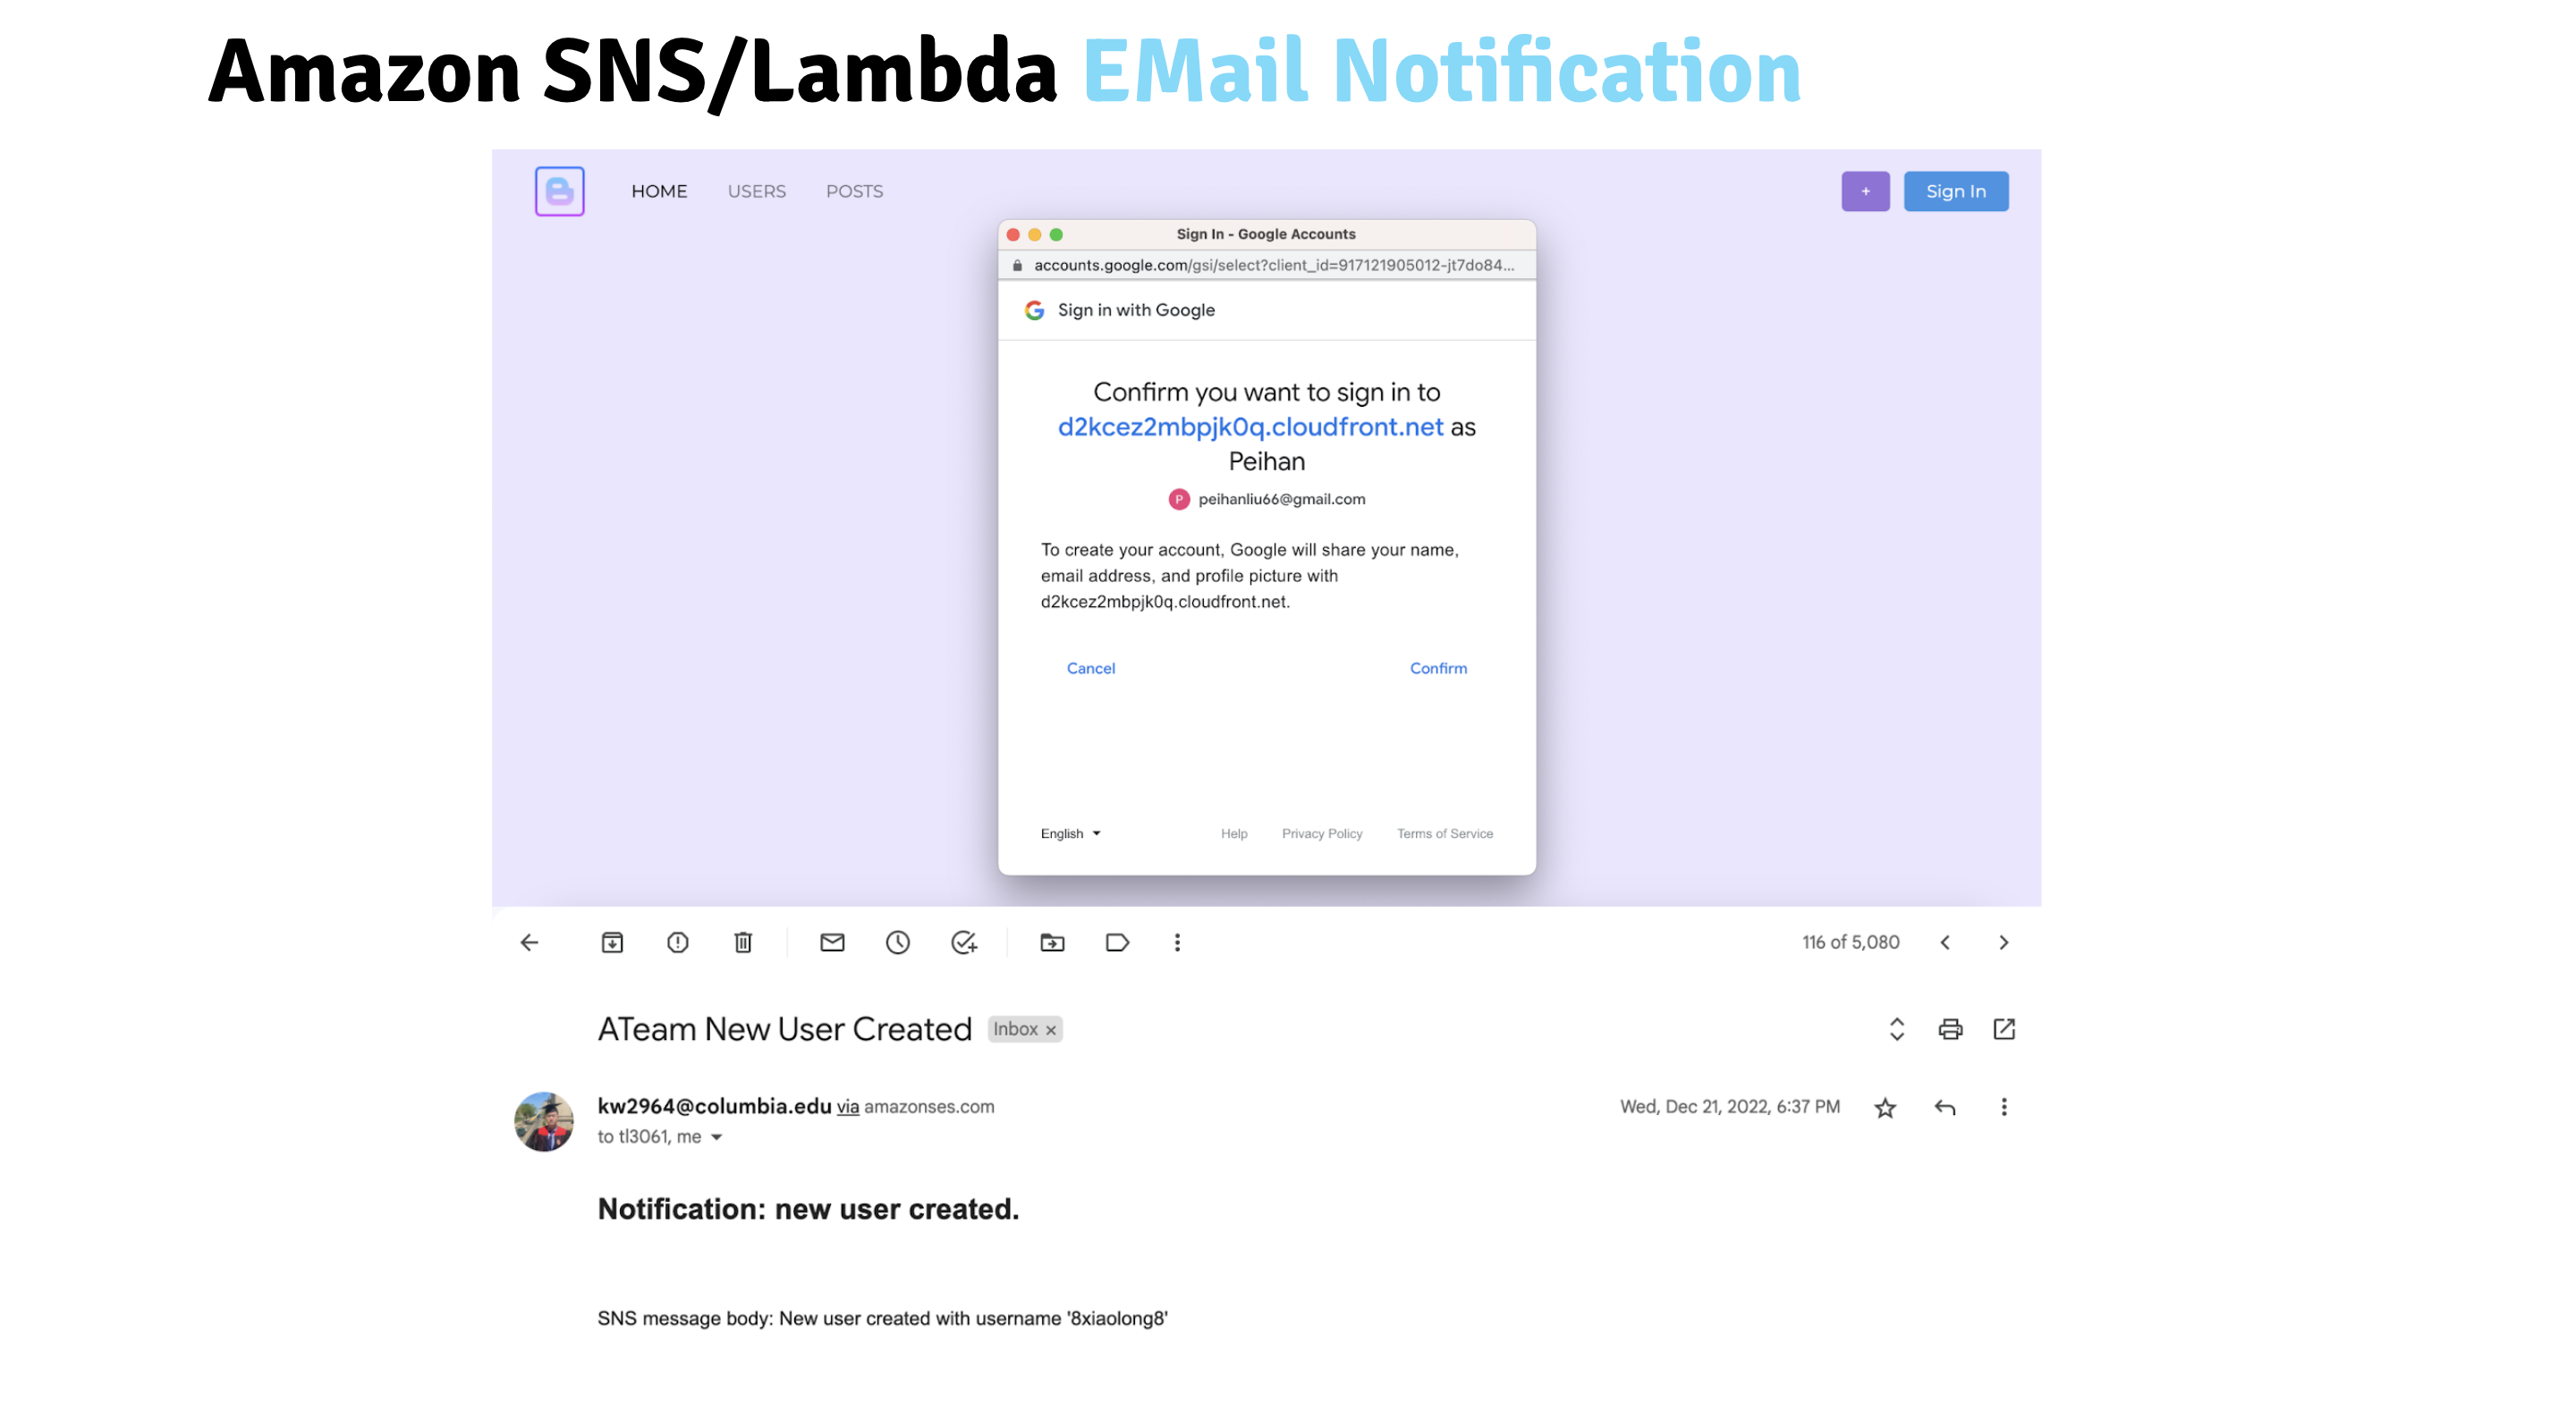 Amazon SNS/Lambda EMail Notification
HOME USERS POSTS + Sign In
Sign In - Google Accounts
accounts.google.com/gsi/select?client_id=917121905012-jt7do84...
Sign in with Google
Confirm you want to sign in to
d2kcez2mbpjk0q.cloudfront.net as
Peihan
P peihanliu66@gmail.com
To create your account, Google will share your name,
email address, and profile picture with
d2kcez2mbpjk0q.cloudfront.net.
Cancel Confirm
English Help Privacy Policy Terms of Service
116 of 5,080
ATeam New User Created Inbox x
kw2964@columbia.edu via amazonses.com Wed, Dec 21, 2022, 6:37 PM
to tl3061, me
Notification: new user created.
SNS message body: New user created with username '8xiaolong8'